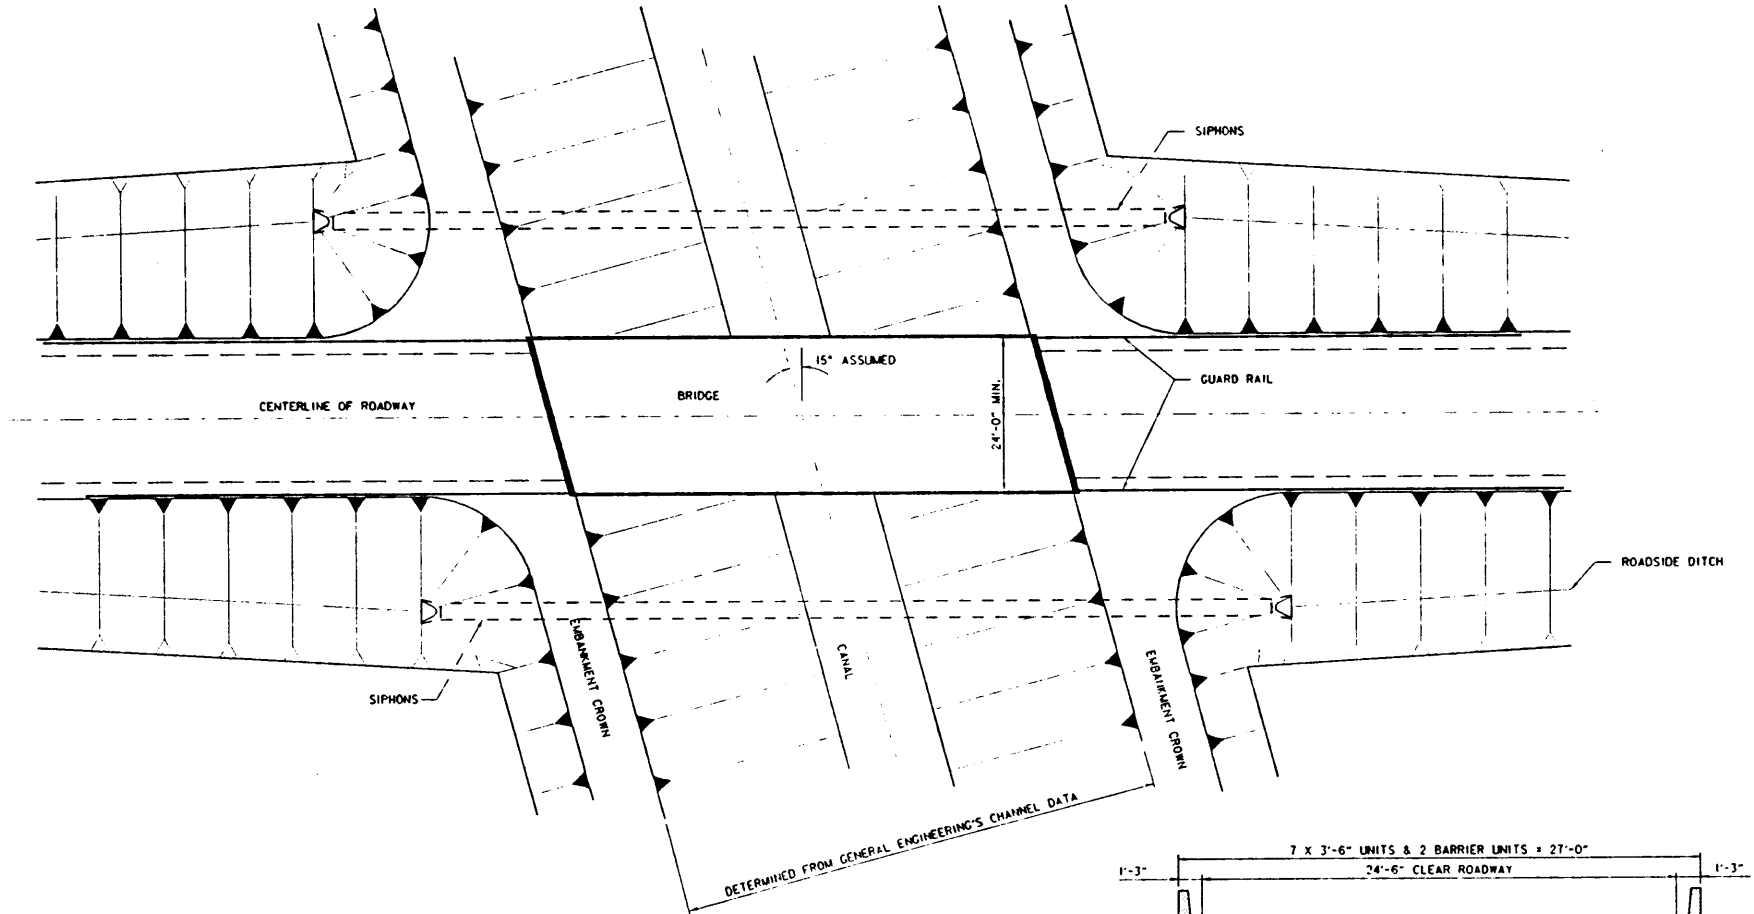 SIPHONS
15° ASSUMED
GUARD RAIL
BRIDGE
CENTERLINE OF ROADWAY
24'-0" MIN.
ROADSIDE DITCH
EMBANKMENT CROWN
CANAL
EMBANKMENT CROWN
SIPHONS
DETERMINED FROM GENERAL ENGINEERING'S CHANNEL DATA
7 X 3'-6" UNITS & 2 BARRIER UNITS = 27'-0"
1'-3"
24'-6" CLEAR ROADWAY
1'-3"